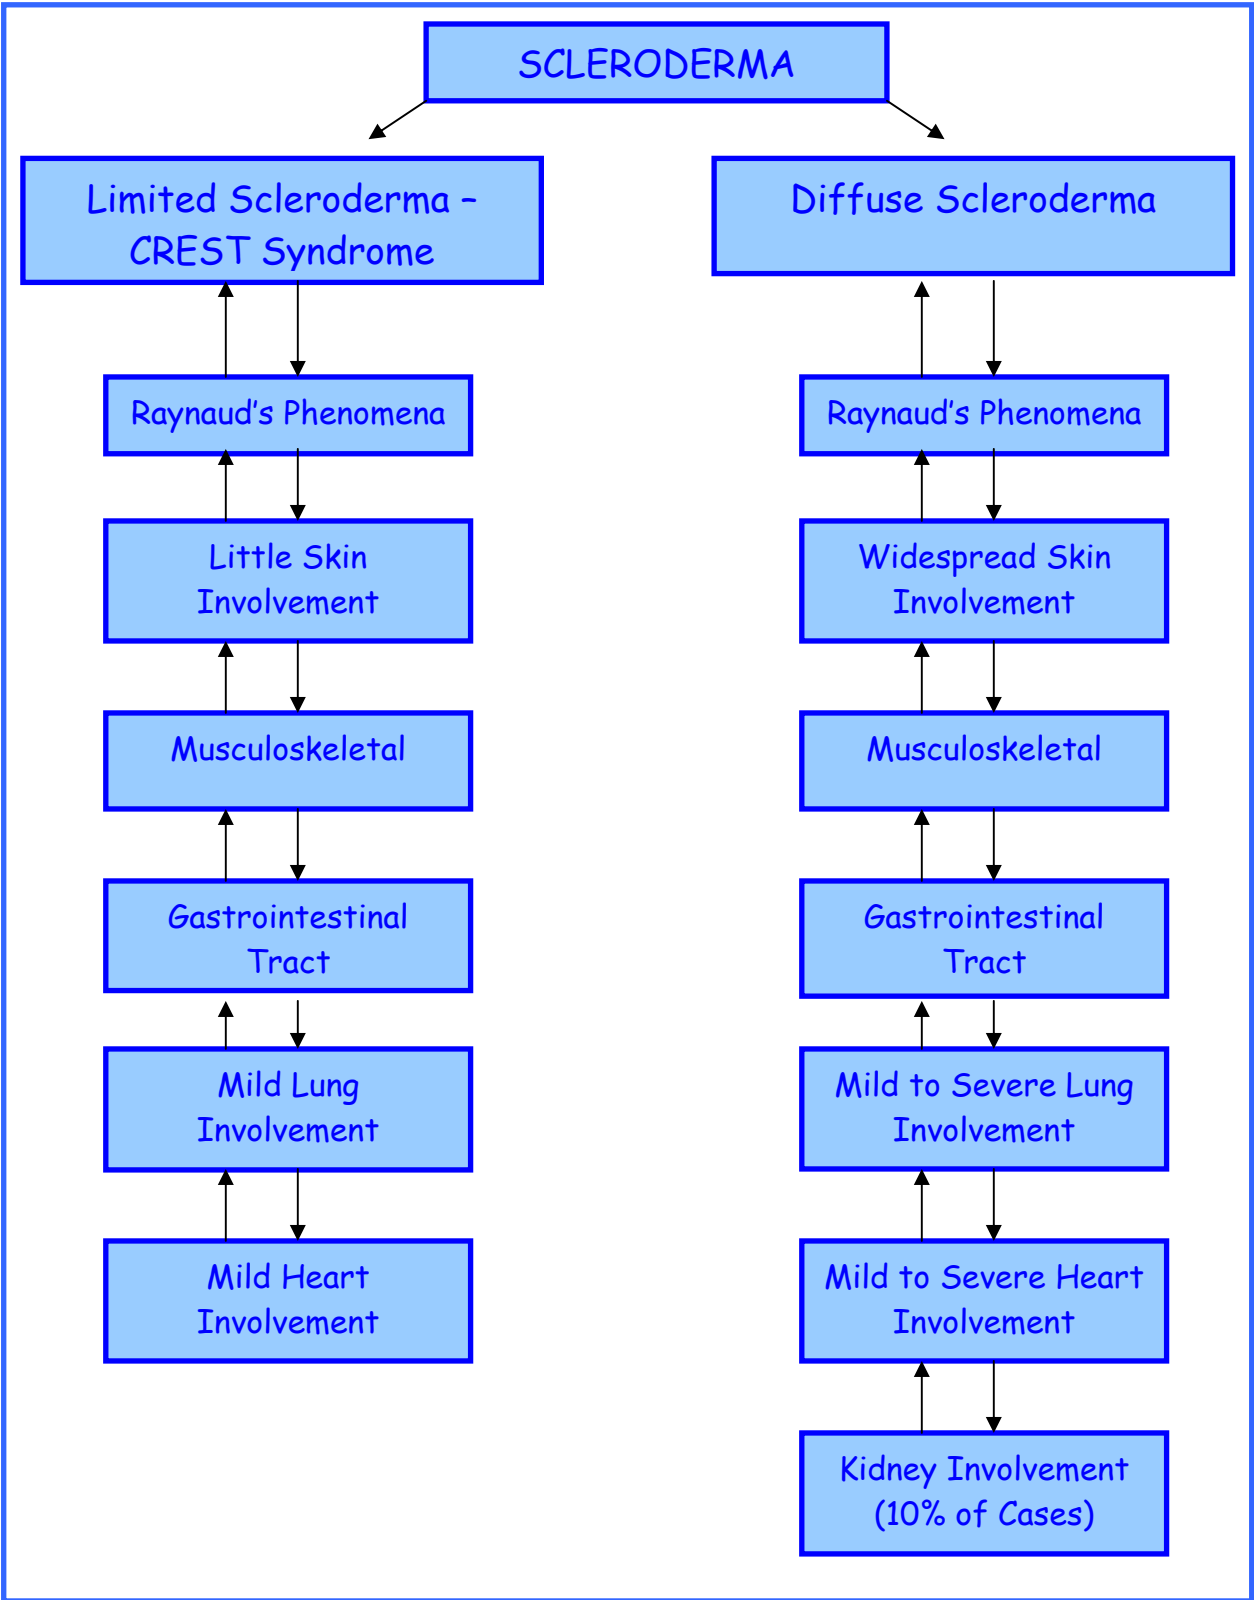 SCLERODERMA
Limited Scleroderma –
CREST Syndrome
Raynaud's Phenomena
Little Skin
Involvement
Musculoskeletal
Gastrointestinal
Tract
Mild Lung
Involvement
Mild Heart
Involvement
Diffuse Scleroderma
Raynaud's Phenomena
Widespread Skin
Involvement
Musculoskeletal
Gastrointestinal
Tract
Mild to Severe Lung
Involvement
Mild to Severe Heart
Involvement
Kidney Involvement
(10% of Cases)